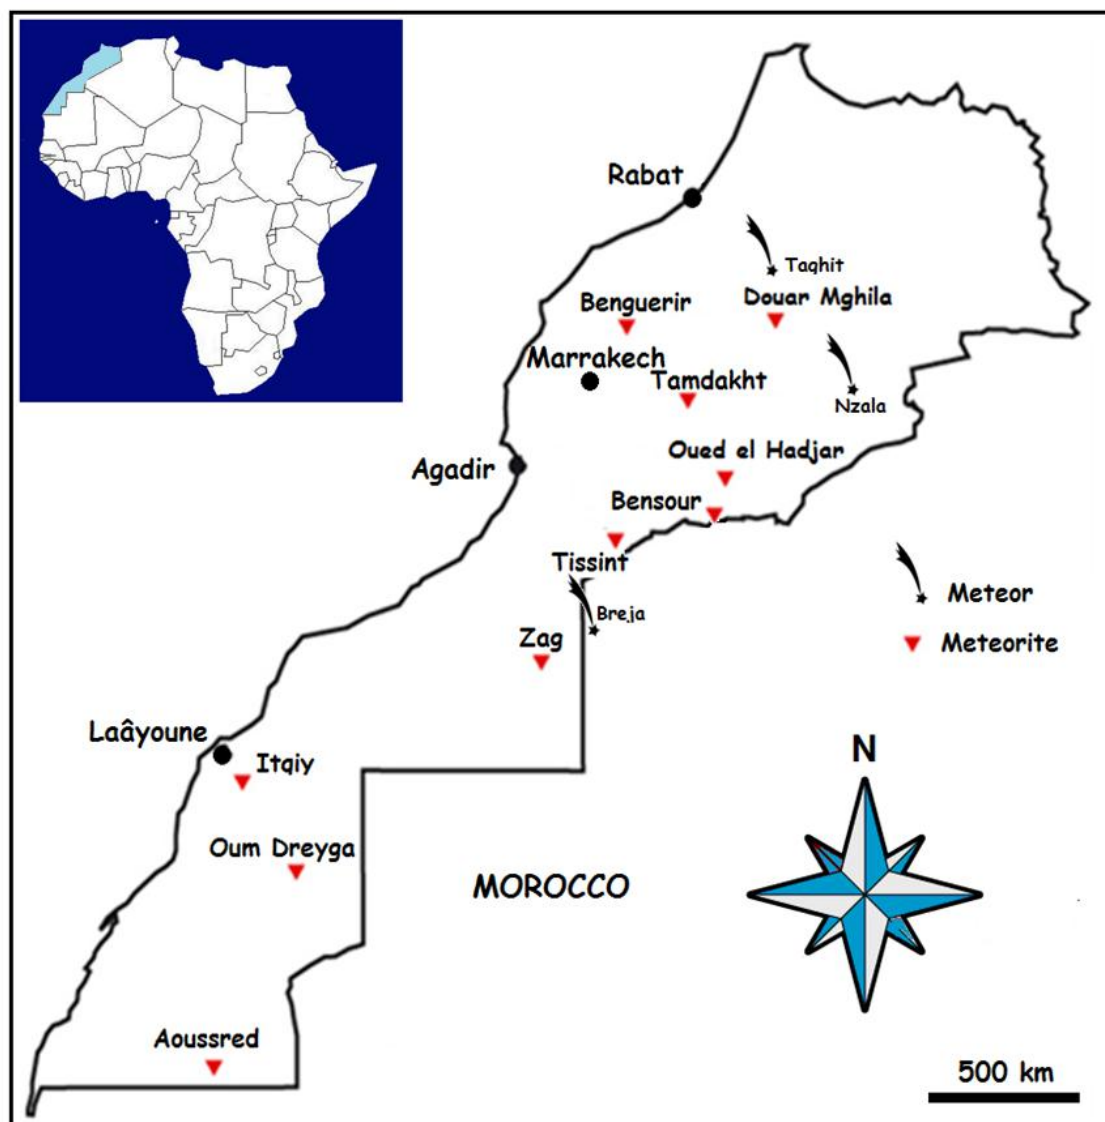 Rabat
Taqhit
Benguerir
Douar Mghila
Marrakech
Tamdakht
Nzala
Oued el Hadjar
Agadir
Bensour
Tissint
Breja
Meteor
Zag
Meteorite
Laâyoune
Itqiy
N
Oum Dreyga
MOROCCO
Aoussred
500 km